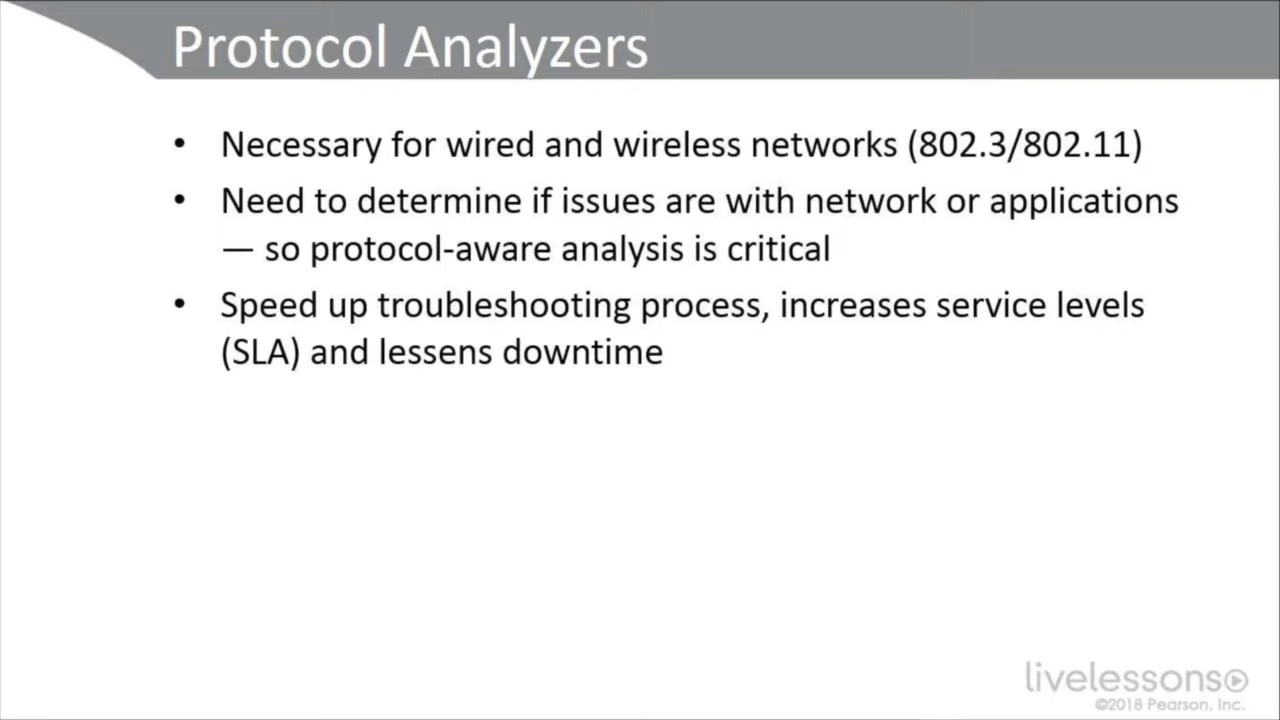 Protocol Analyzers
• Necessary for wired and wireless networks (802.3/802.11)
• Need to determine if issues are with network or applications
— so protocol-aware analysis is critical
• Speed up troubleshooting process, increases service levels
(SLA) and lessens downtime
livelessons
©2018 Pearson, Inc.